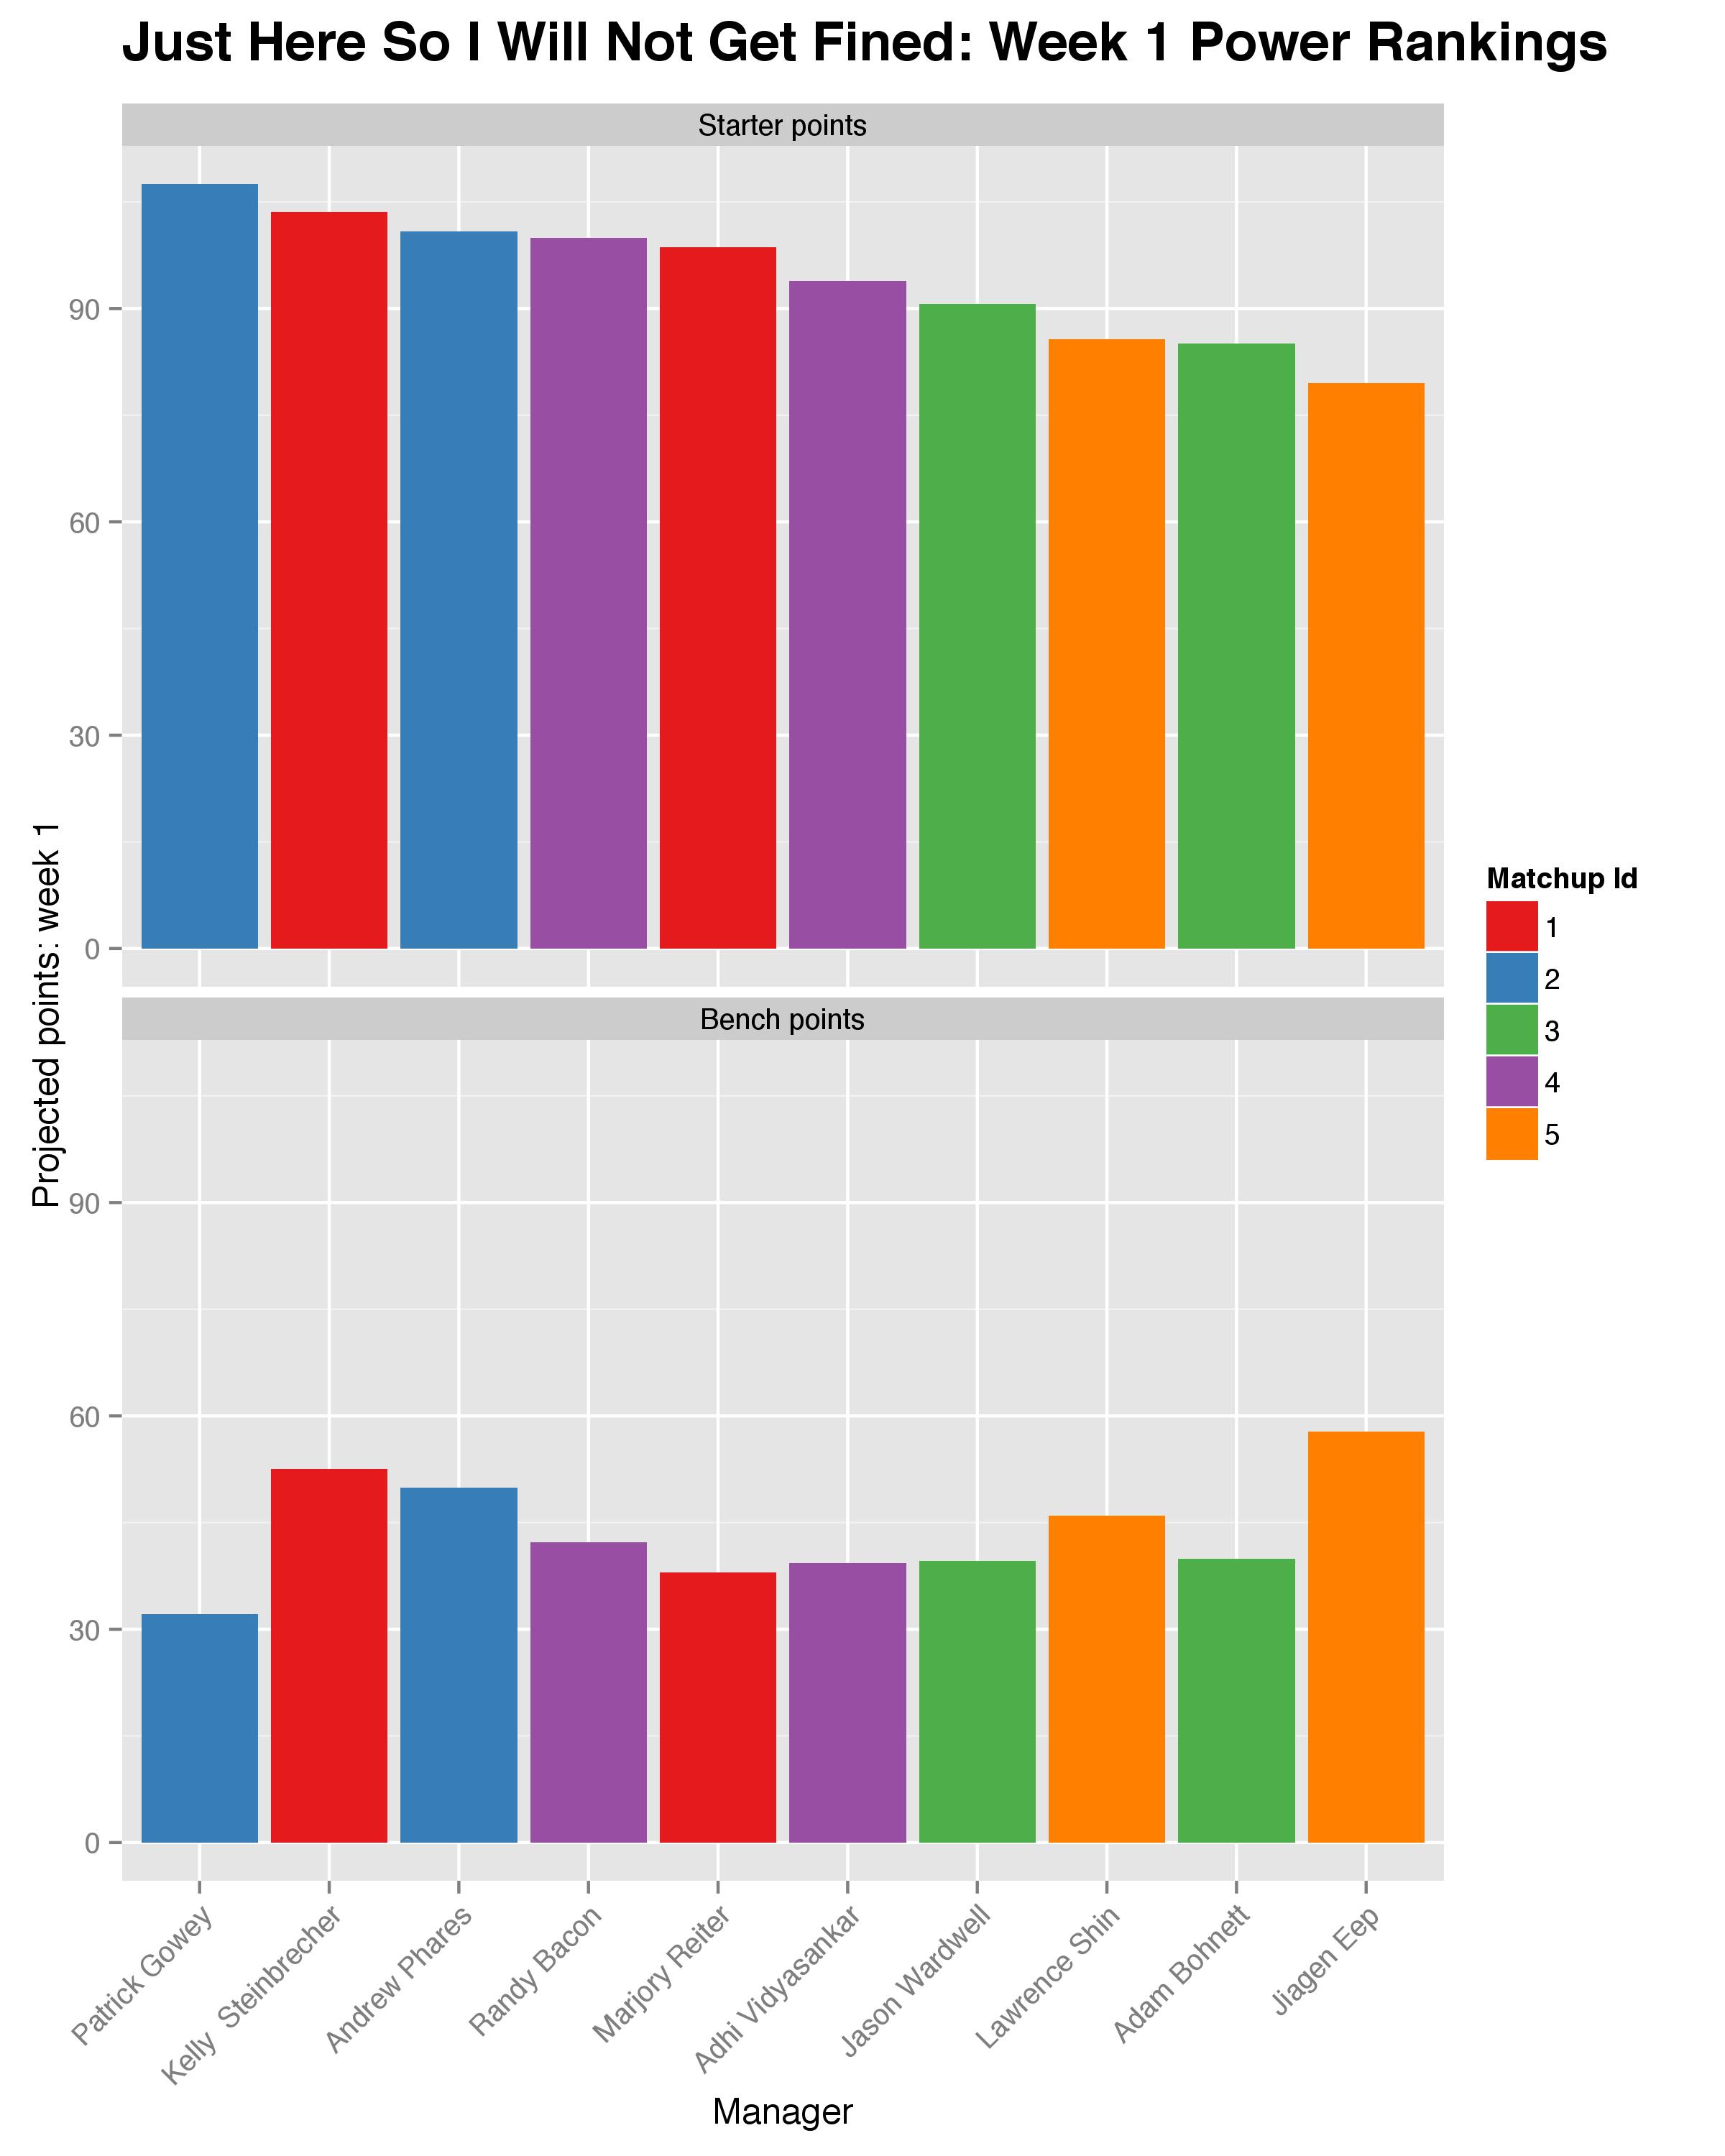 Just Here So I Will Not Get Fined: Week 1 Power Rankings
Starter points
90
60
30
0
Bench points
90
60
30
0
Projected points: week 1
Patrick Gowey
Kelly  Steinbrecher
Andrew Phares
Randy Bacon
Marjory Reiter
Adhi Vidyasankar
Jason Wardwell
Lawrence Shin
Adam Bohnett
Jiagen Eep
Manager
Matchup Id
1
2
3
4
5